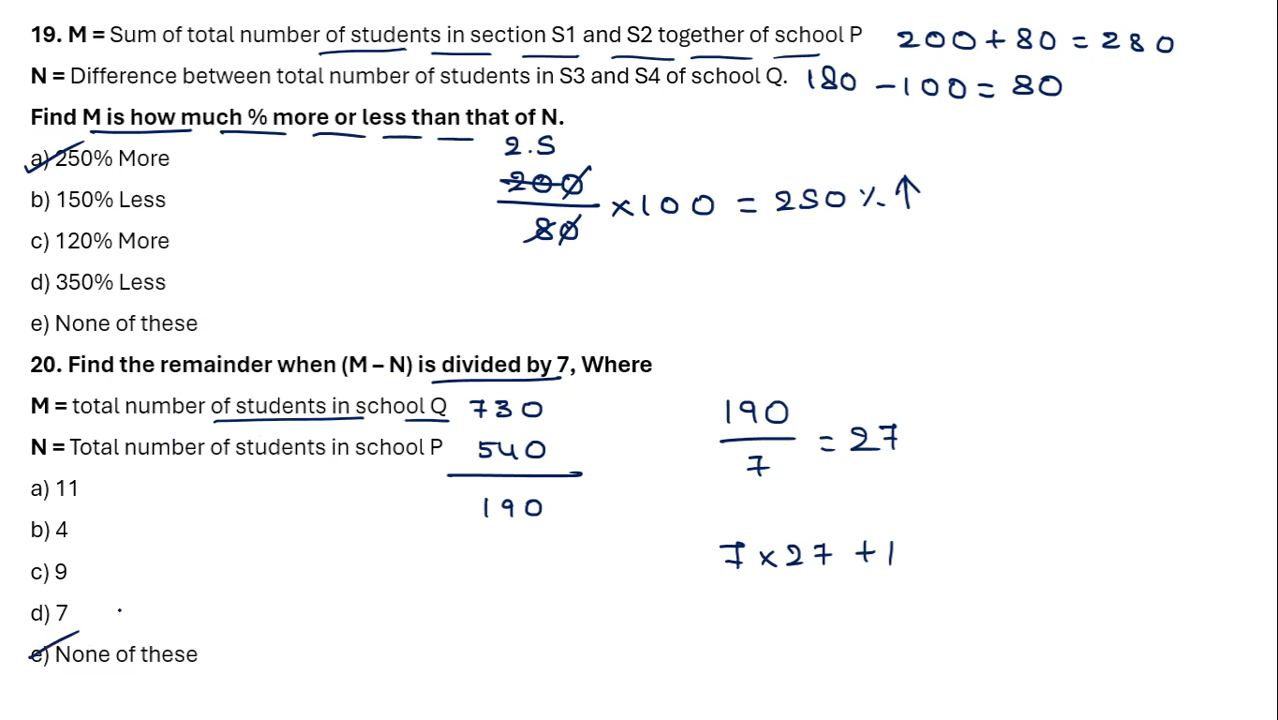 19. M = Sum of total number of students in section S1 and S2 together of school P 200 + 80 = 280
N = Difference between total number of students in S3 and S4 of school Q. 180 - 100 = 80
Find M is how much % more or less than that of N.
a) 250% More
2.5
200
80
× 100 = 250 % ↑
b) 150% Less
c) 120% More
d) 350% Less
e) None of these
20. Find the remainder when (M – N) is divided by 7, Where
M = total number of students in school Q 730
N = Total number of students in school P 540
190
190
7
= 27
7 × 27 + 1
a) 11
b) 4
c) 9
d) 7
e) None of these